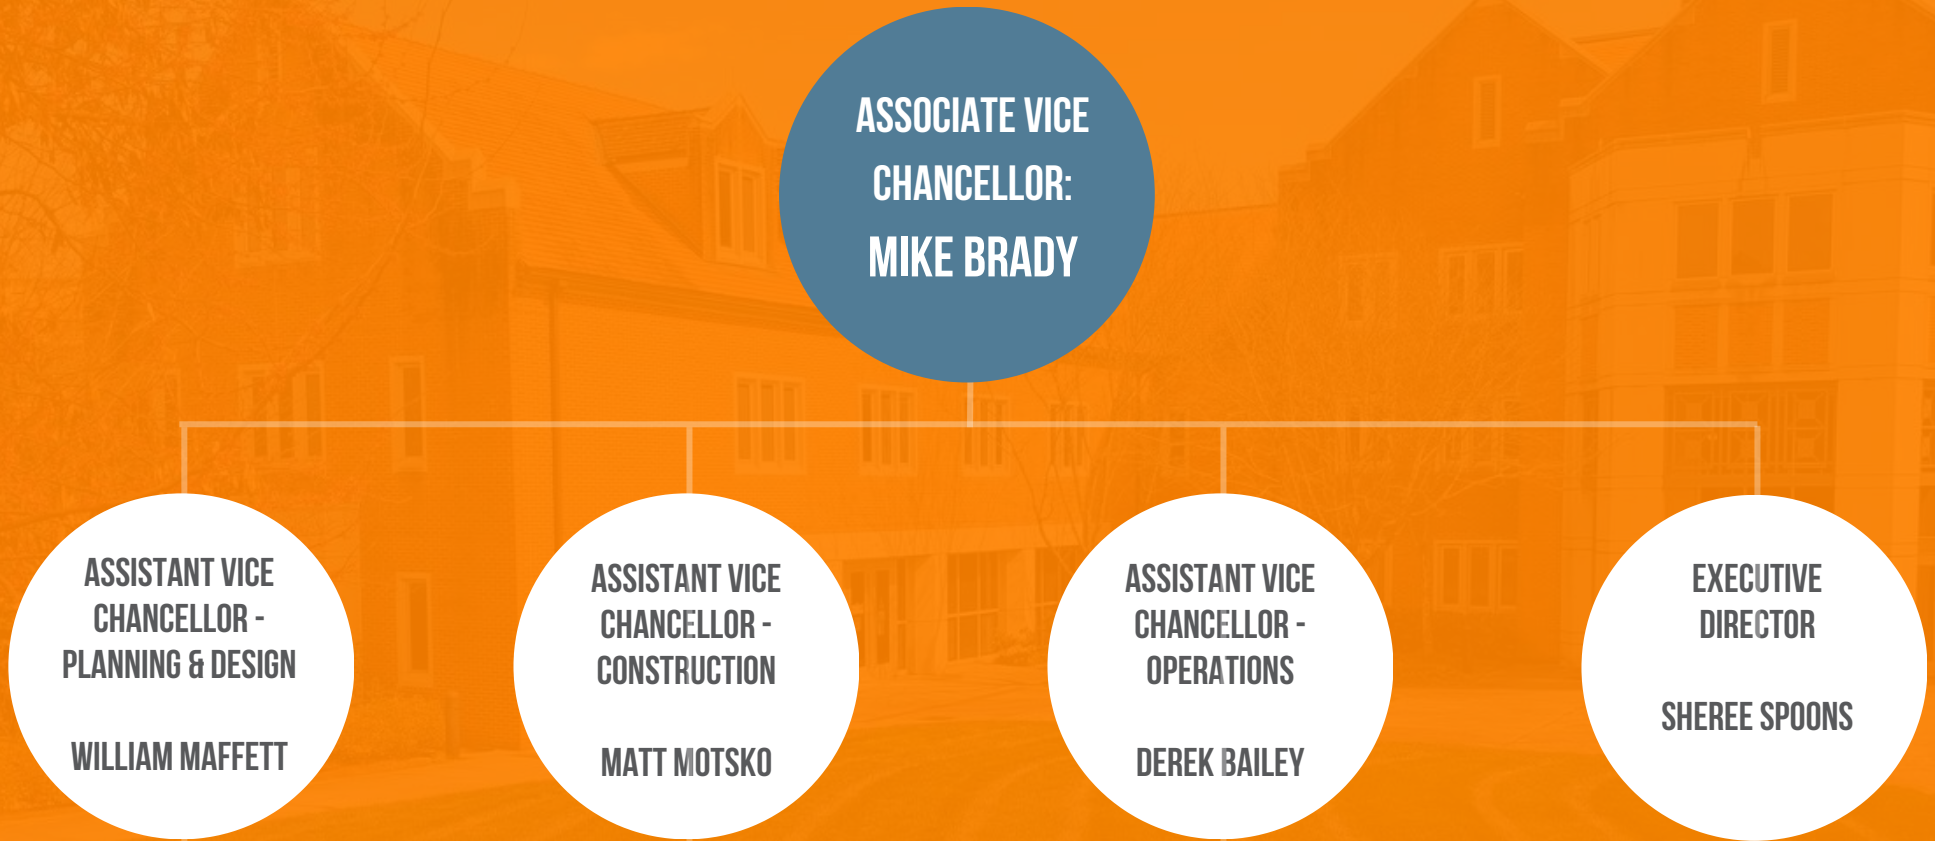 ASSOCIATE VICE
CHANCELLOR:
MIKE BRADY
ASSISTANT VICE
CHANCELLOR -
PLANNING & DESIGN
WILLIAM MAFFETT
ASSISTANT VICE
CHANCELLOR -
CONSTRUCTION
MATT MOTSKO
ASSISTANT VICE
CHANCELLOR -
OPERATIONS
DEREK BAILEY
EXECUTIVE
DIRECTOR
SHEREE SPOONS